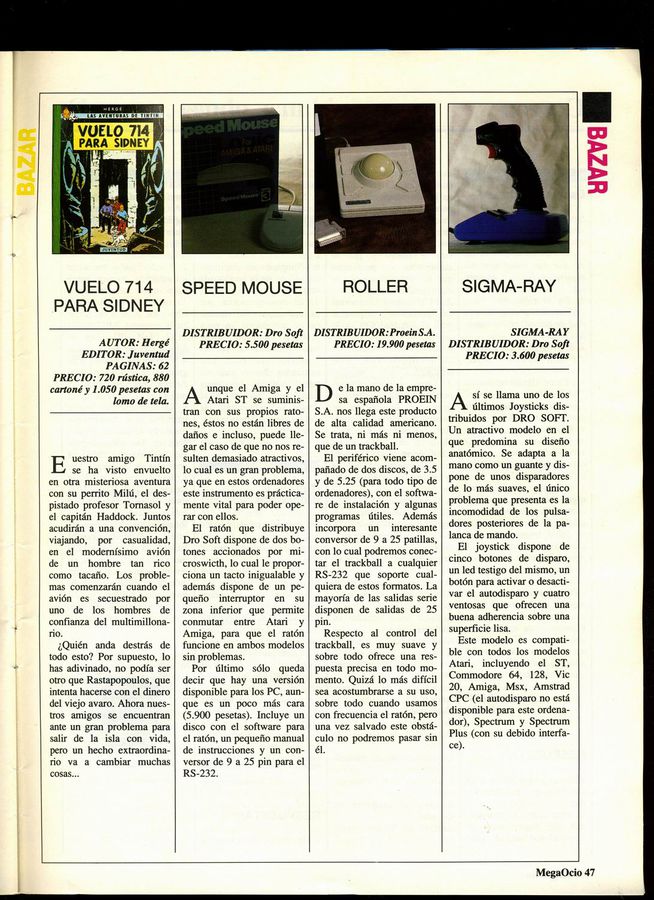 BAZAR
HERGÉ
LAS AVENTURAS DE TINTIN
VUELO 714
PARA SIDNEY
JUVENTUD
VUELO 714
PARA SIDNEY
AUTOR: Hergé
EDITOR: Juventud
PAGINAS: 62
PRECIO: 720 rústica, 880
cartoné y 1.050 pesetas con
lomo de tela.
Euestro amigo Tintín
se ha visto envuelto
en otra misteriosa aventura
con su perrito Milú, el des-
pistado profesor Tornasol y
el capitán Haddock. Juntos
acudirán a una convención,
viajando, por casualidad,
en el modernísimo avión
de un hombre tan rico
como tacaño. Los proble-
mas comenzarán cuando el
avión es secuestrado por
uno de los hombres de
confianza del multimillona-
rio.
¿Quién anda detrás de
todo esto? Por supuesto, lo
has adivinado, no podía ser
otro que Rastapopoulos, que
intenta hacerse con el dinero
del viejo avaro. Ahora nues-
tros amigos se encuentran
ante un gran problema para
salir de la isla con vida,
pero un hecho extraordina-
rio va a cambiar muchas
cosas...
Speed Mouse
For
AMIGA & ATARI
Speed Mouse
3
SPEED MOUSE
DISTRIBUIDOR: Dro Soft
PRECIO: 5.500 pesetas
Aunque el Amiga y el
Atari ST se suminis-
tran con sus propios rato-
nes, éstos no están libres de
daños e incluso, puede lle-
gar el caso de que no nos re-
sulten demasiado atractivos,
lo cual es un gran problema,
ya que en estos ordenadores
este instrumento es práctica-
mente vital para poder ope-
rar con ellos.
El ratón que distribuye
Dro Soft dispone de dos bo-
tones accionados por mi-
croswicth, lo cual le propor-
ciona un tacto inigualable y
además dispone de un pe-
queño interruptor en su
zona inferior que permite
conmutar entre Atari y
Amiga, para que el ratón
funcione en ambos modelos
sin problemas.
Por último sólo queda
decir que hay una versión
disponible para los PC, aun-
que es un poco más cara
(5.900 pesetas). Incluye un
disco con el software para
el ratón, un pequeño manual
de instrucciones y un con-
versor de 9 a 25 pin para el
RS-232.
ROLLER
DISTRIBUIDOR: Proein S.A.
PRECIO: 19.900 pesetas
De la mano de la empre-
sa española PROEIN
S.A. nos llega este producto
de alta calidad americano.
Se trata, ni más ni menos,
que de un trackball.
El periférico viene acom-
pañado de dos discos, de 3.5
y de 5.25 (para todo tipo de
ordenadores), con el softwa-
re de instalación y algunas
programas útiles. Además
incorpora un interesante
conversor de 9 a 25 patillas,
con lo cual podremos conec-
tar el trackball a cualquier
RS-232 que soporte cual-
quiera de estos formatos. La
mayoría de las salidas serie
disponen de salidas de 25
pin.
Respecto al control del
trackball, es muy suave y
sobre todo ofrece una res-
puesta precisa en todo mo-
mento. Quizá lo más difícil
sea acostumbrarse a su uso,
sobre todo cuando usamos
con frecuencia el ratón, pero
una vez salvado este obstá-
culo no podremos pasar sin
él.
SIGMA-RAY
SIGMA-RAY
DISTRIBUIDOR: Dro Soft
PRECIO: 3.600 pesetas
Así se llama uno de los
últimos Joysticks dis-
tribuidos por DRO SOFT.
Un atractivo modelo en el
que predomina su diseño
anatómico. Se adapta a la
mano como un guante y dis-
pone de unos disparadores
de lo más suaves, el único
problema que presenta es la
incomodidad de los pulsa-
dores posteriores de la pa-
lanca de mando.
El joystick dispone de
cinco botones de disparo,
un led testigo del mismo, un
botón para activar o desacti-
var el autodisparo y cuatro
ventosas que ofrecen una
buena adherencia sobre una
superficie lisa.
Este modelo es compati-
ble con todos los modelos
Atari, incluyendo el ST,
Commodore 64, 128, Vic
20, Amiga, Msx, Amstrad
CPC (el autodisparo no está
disponible para este ordena-
dor), Spectrum y Spectrum
Plus (con su debido interfa-
ce).
BAZAR
MegaOcio 47